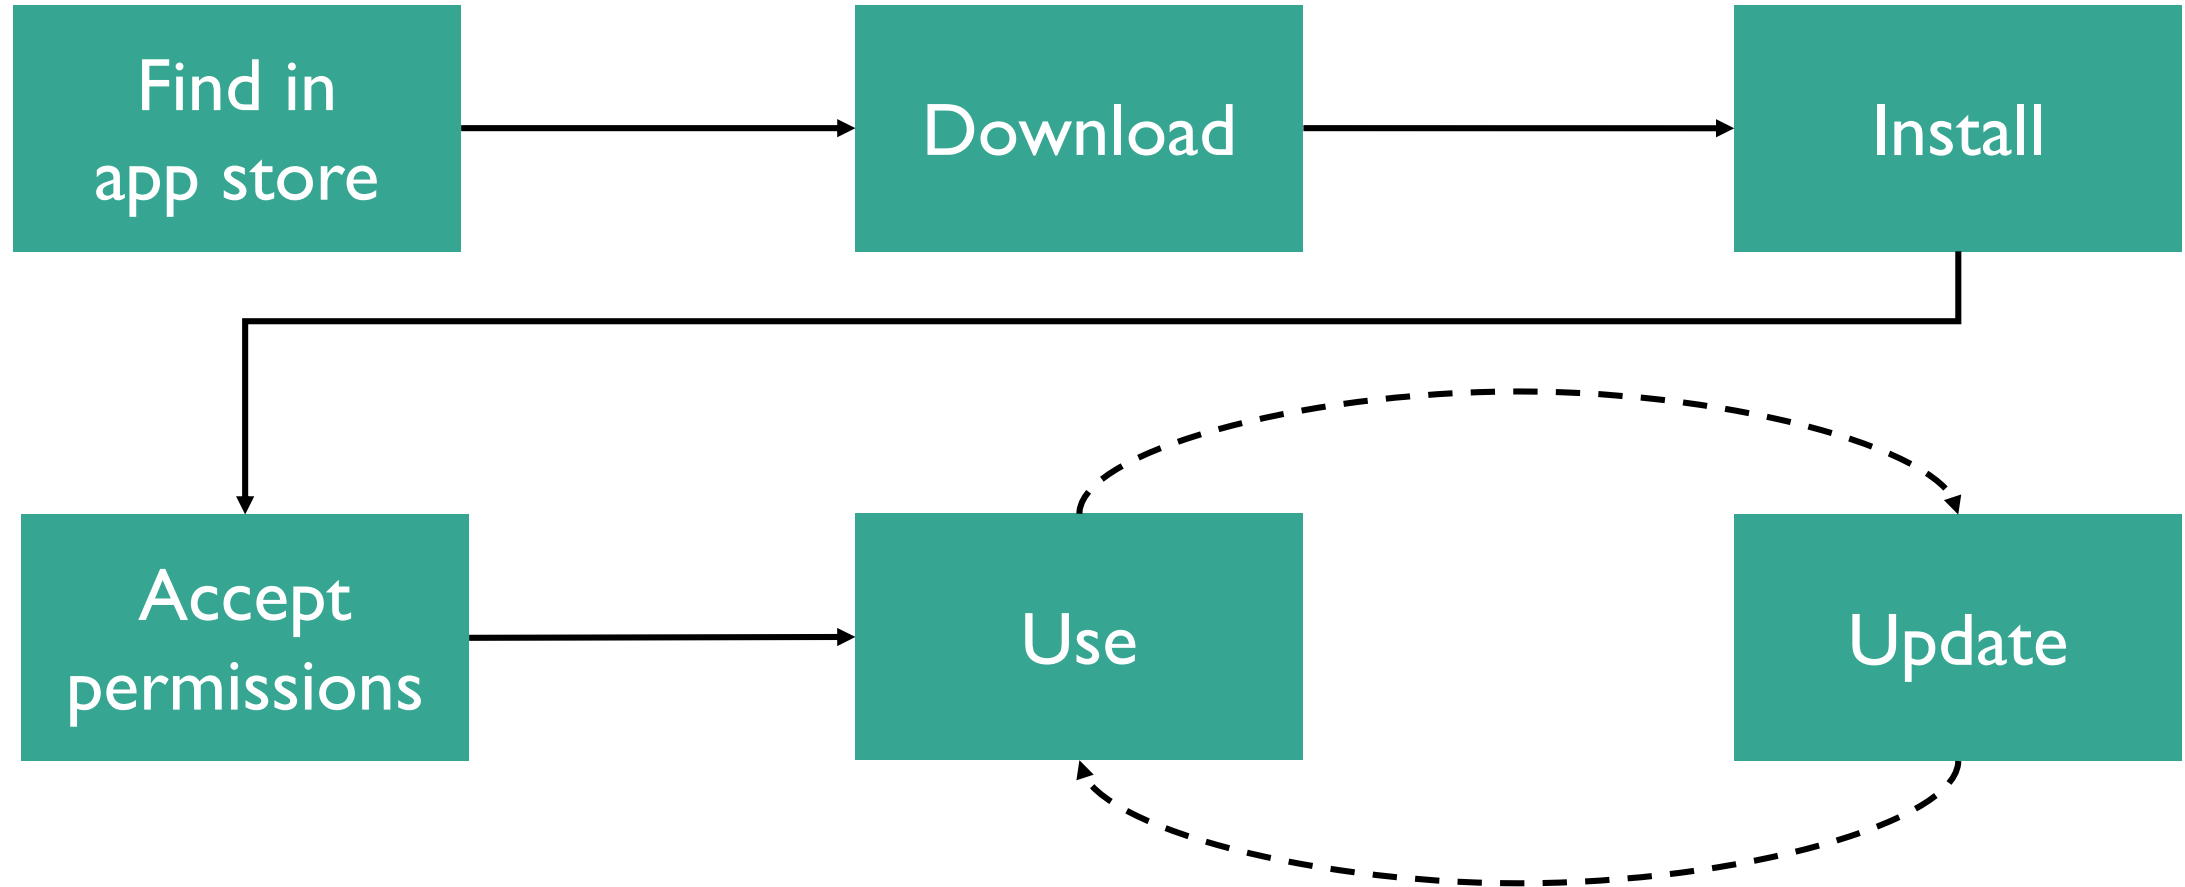 Find in
app store
Download
Install
Accept
permissions
Use
Update